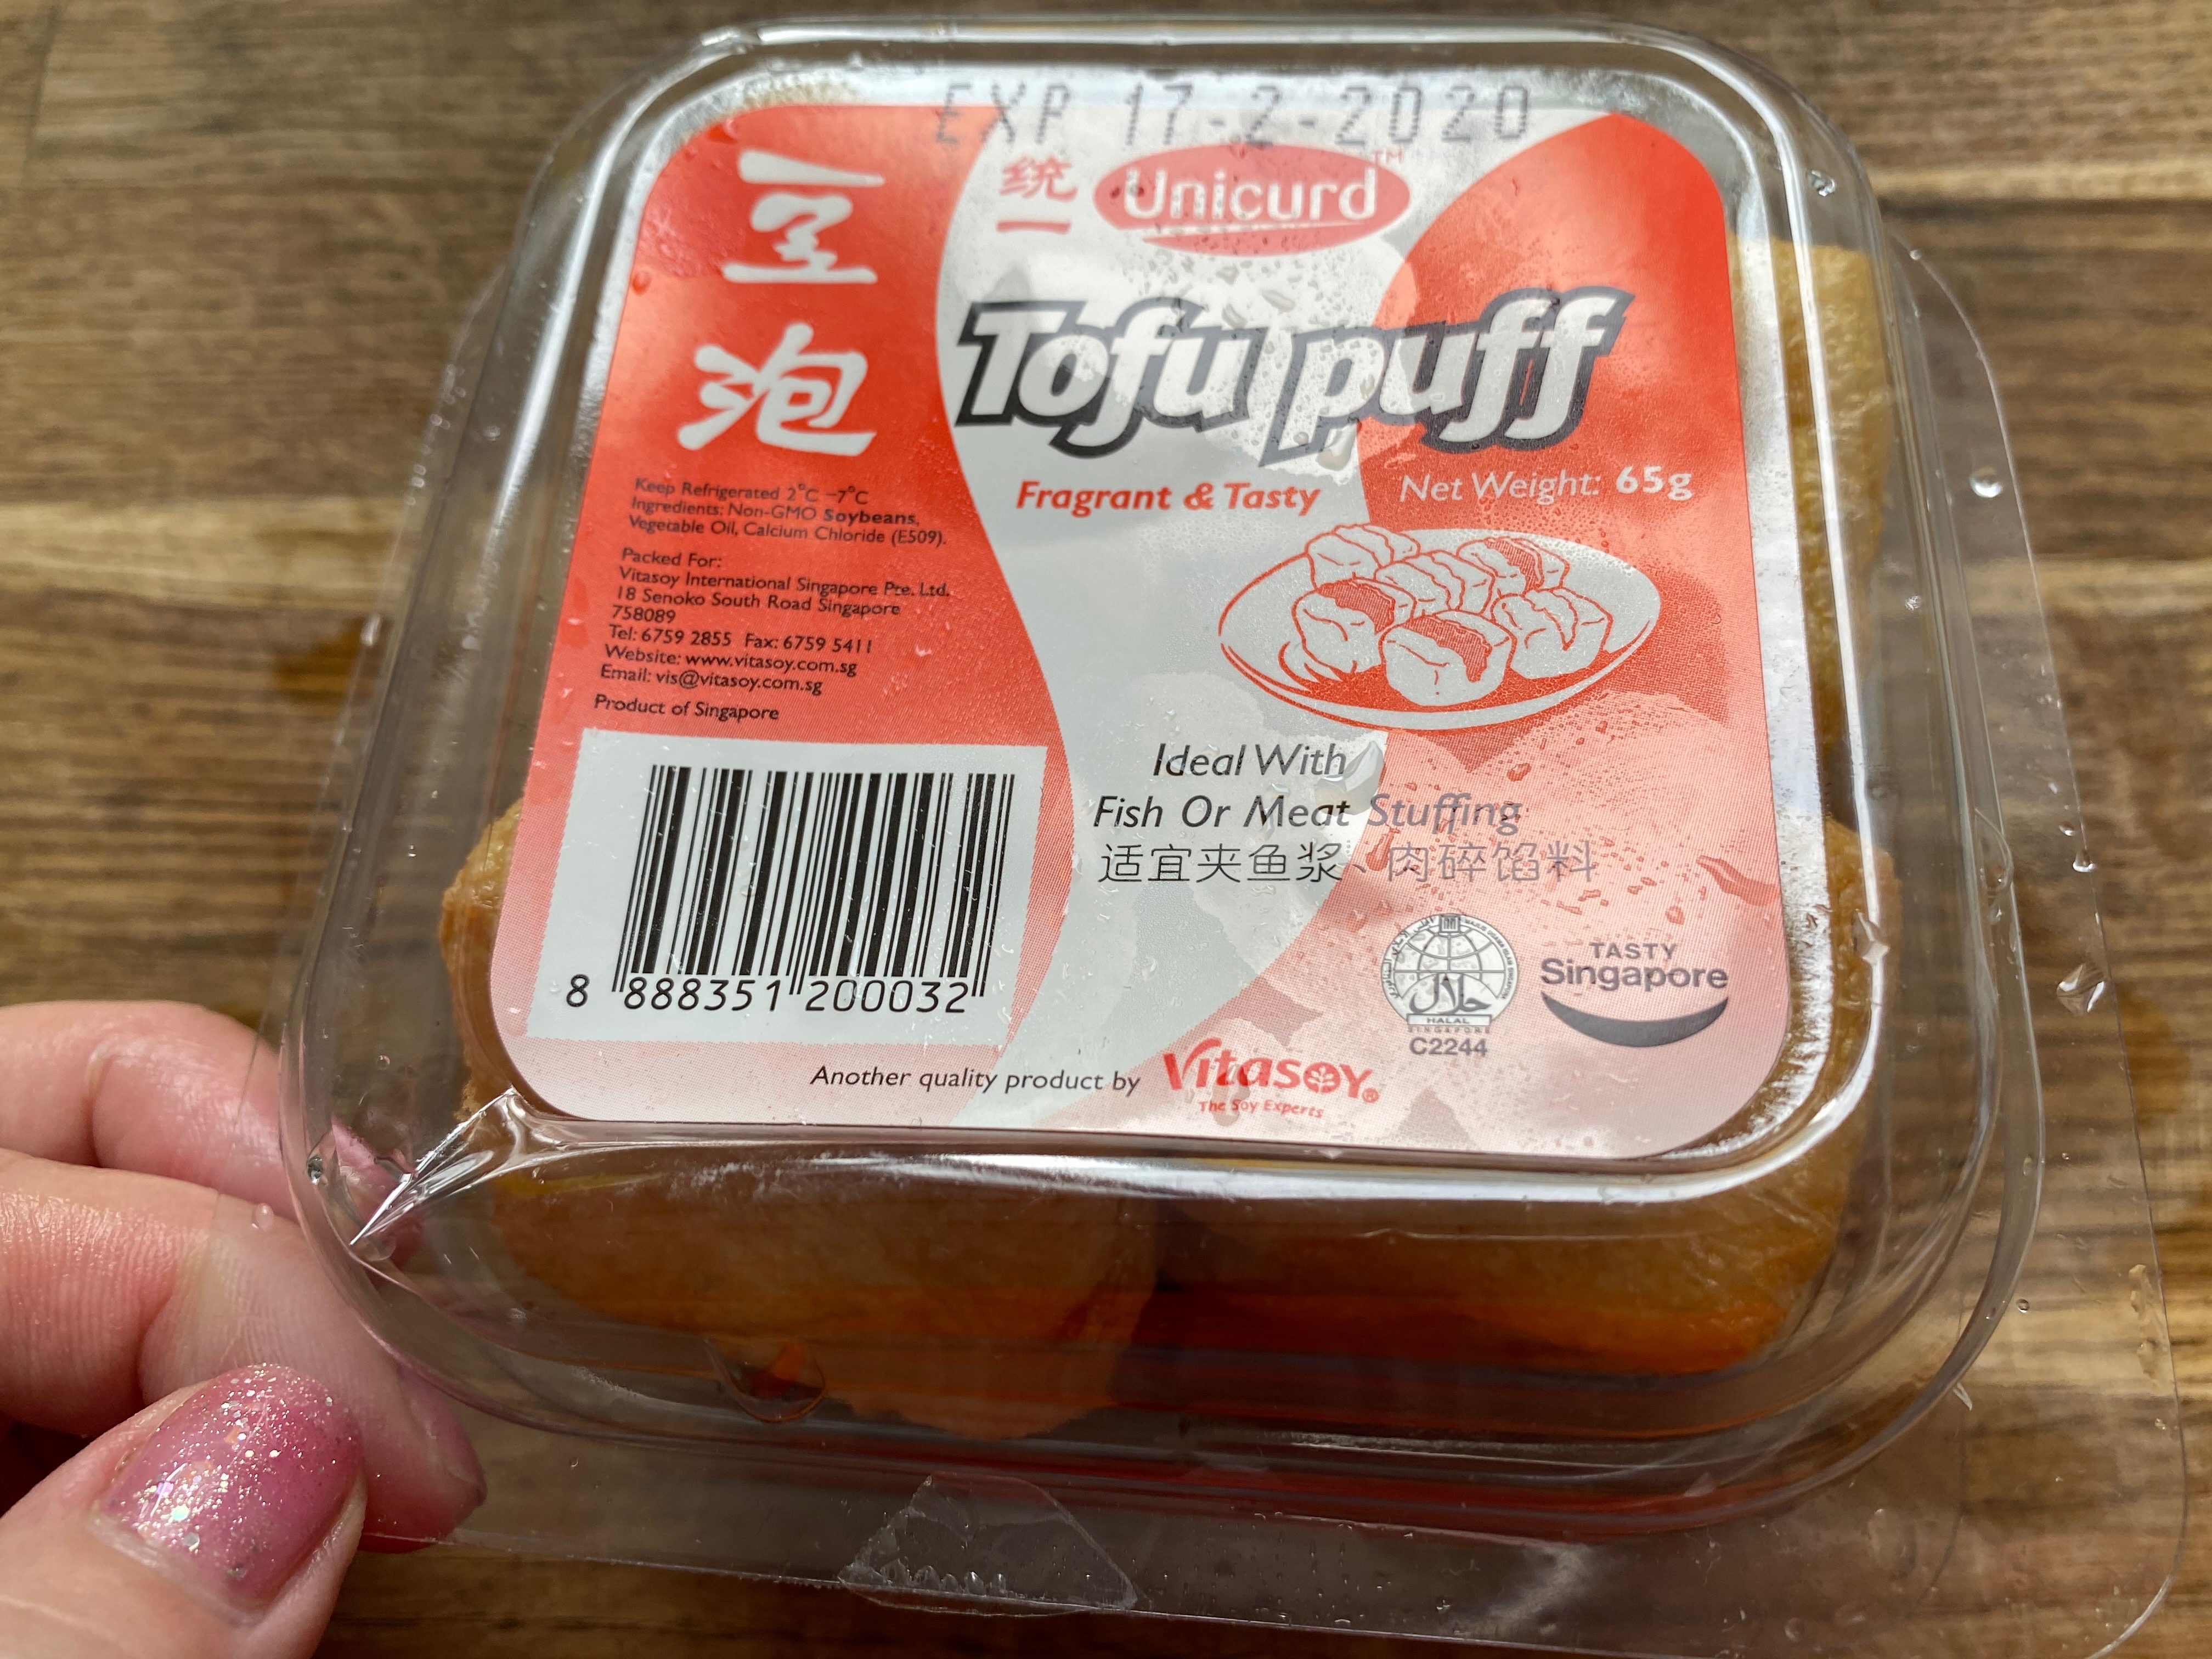 EXP 17-2-2020
统一
Unicurd™
豆泡
Tofu puff
Fragrant & Tasty
Net Weight: 65g
Keep Refrigerated 2°C -7°C
Ingredients: Non-GMO Soybeans,
Vegetable Oil, Calcium Chloride (E509).
Packed For:
Vitasoy International Singapore Pte. Ltd.
18 Senoko South Road Singapore
758089
Tel: 6759 2855 Fax: 6759 5411
Website: www.vitasoy.com.sg
Email: vis@vitasoy.com.sg
Product of Singapore
Ideal With
Fish Or Meat Stuffing
适宜夹鱼浆、肉碎馅料
8 888351 200032
حلال
HALAL
SINGAPORE
C2244
TASTY
Singapore
Another quality product by
Vitasoy®
The Soy Experts